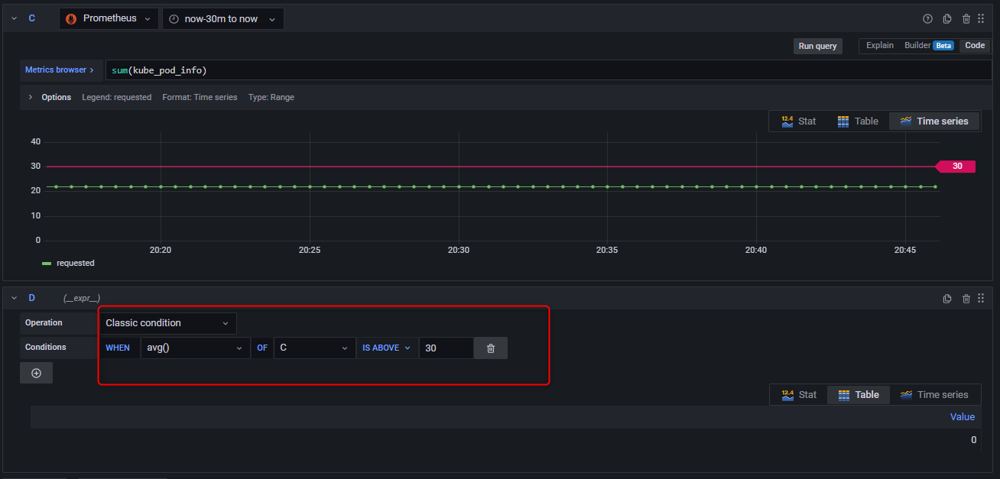 C Prometheus now-30m to now
Run query Explain Builder Beta Code
Metrics browser > sum(kube_pod_info)
> Options Legend: requested Format: Time series Type: Range
12.4 Stat Table Time series
40
30 30
20
10
0
20:20 20:25 20:30 20:35 20:40 20:45
requested
D (__expr__)
Operation Classic condition
Conditions WHEN avg() OF C IS ABOVE 30
12.4 Stat Table Time series
Value
0